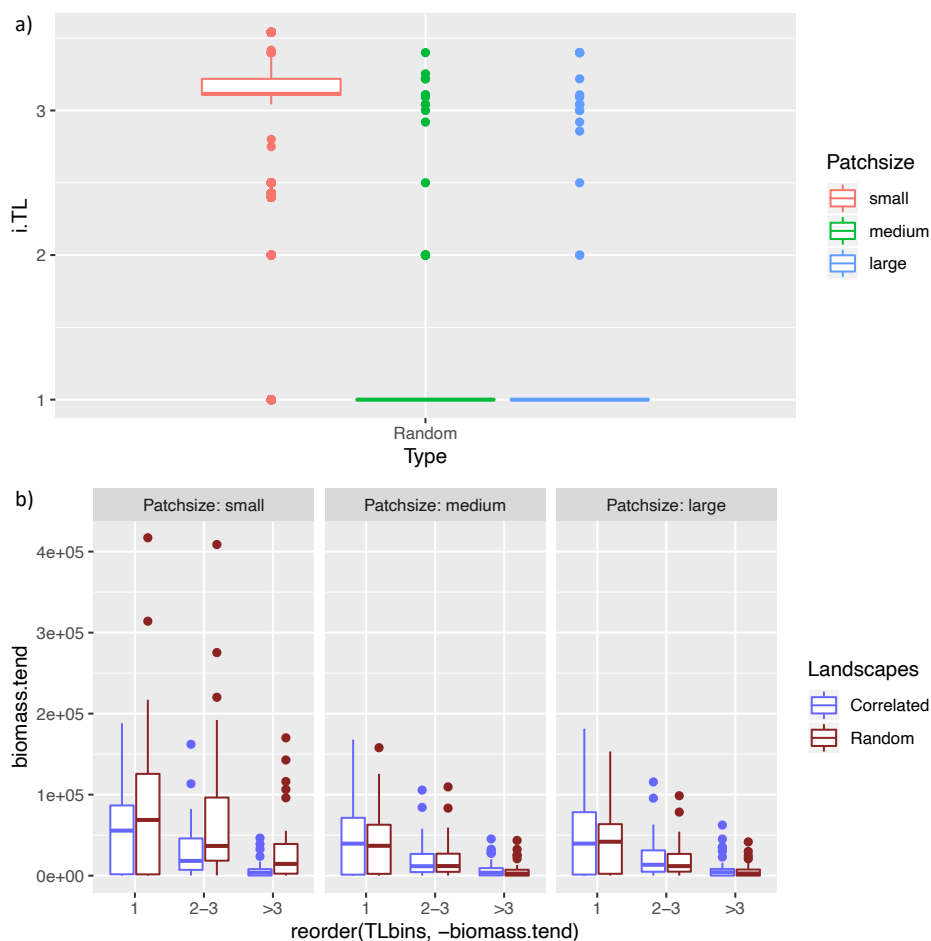 a)
i.TL
3
2
1
Random
Type
Patchsize
small
medium
large
b)
Patchsize: small
Patchsize: medium
Patchsize: large
biomass.tend
4e+05
3e+05
2e+05
1e+05
0e+00
1 2−3 >3
1 2−3 >3
1 2−3 >3
reorder(TLbins, −biomass.tend)
Landscapes
Correlated
Random